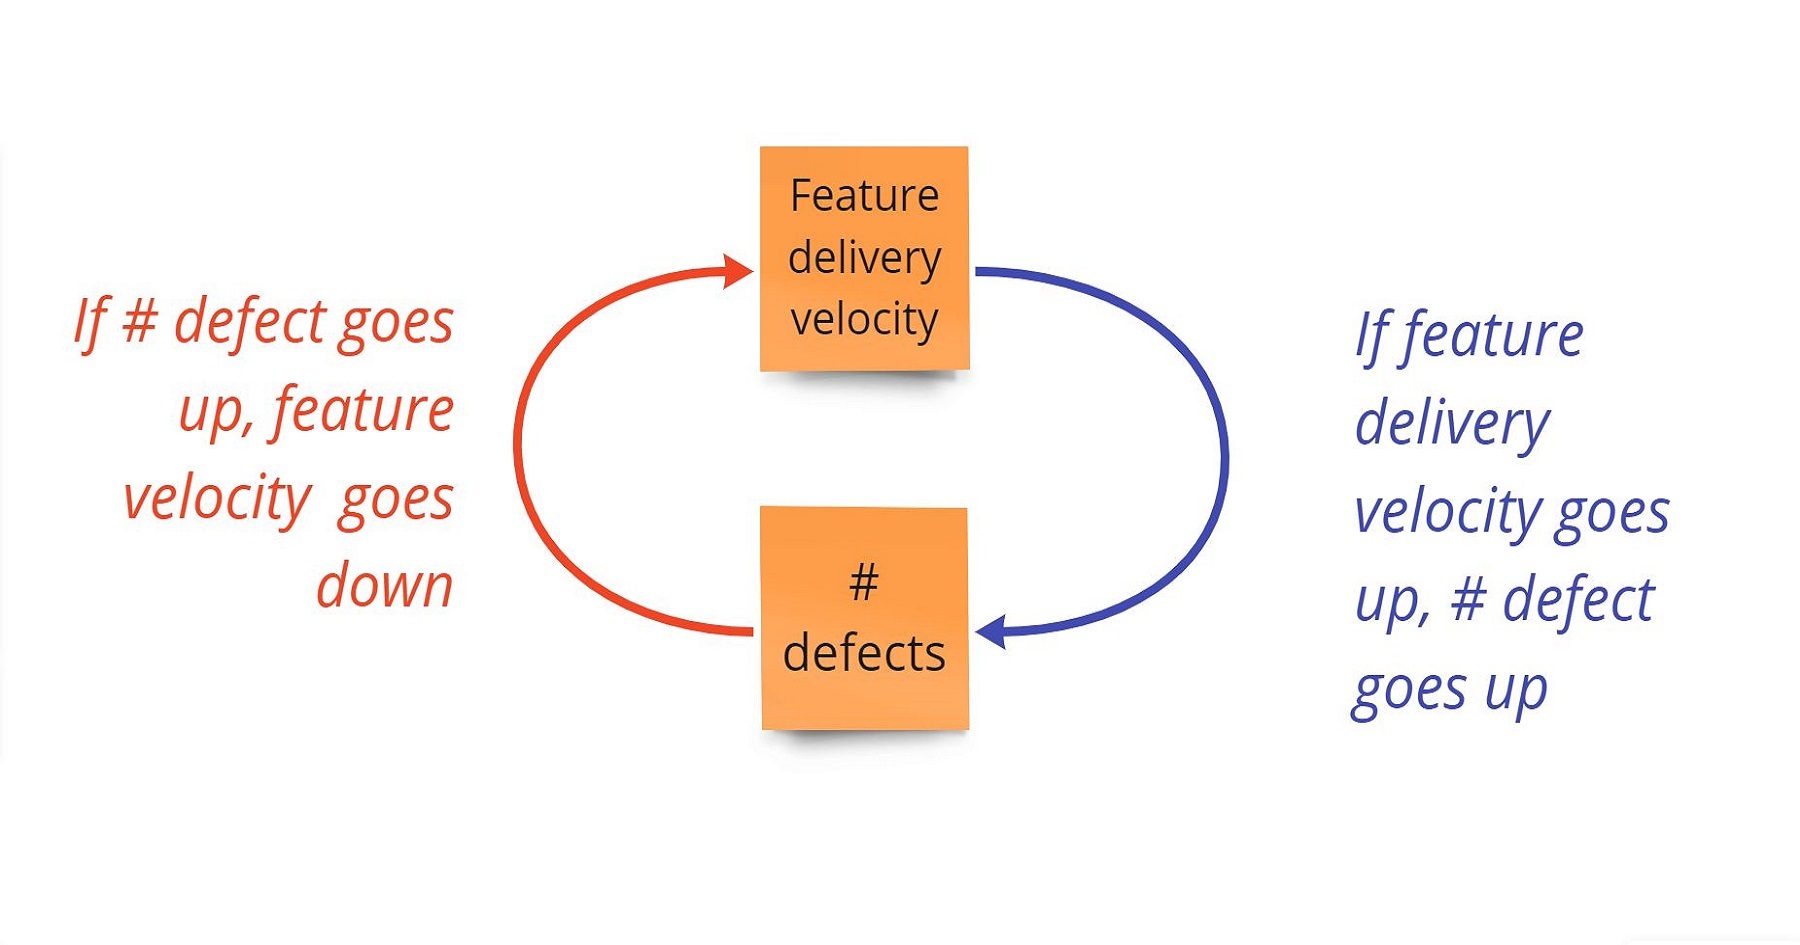 Feature
delivery
velocity
If # defect goes
up, feature
velocity goes
down
If feature
delivery
velocity goes
up, # defect
goes up
#
defects